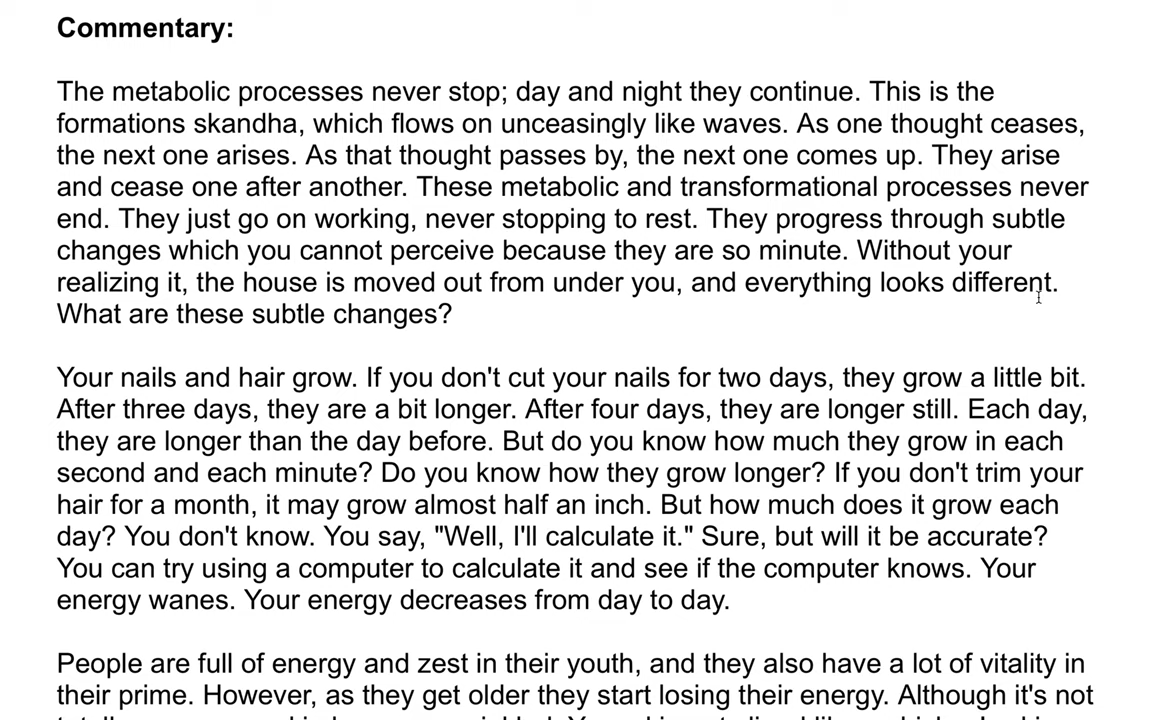 Commentary:
The metabolic processes never stop; day and night they continue. This is the
formations skandha, which flows on unceasingly like waves. As one thought ceases,
the next one arises. As that thought passes by, the next one comes up. They arise
and cease one after another. These metabolic and transformational processes never
end. They just go on working, never stopping to rest. They progress through subtle
changes which you cannot perceive because they are so minute. Without your
realizing it, the house is moved out from under you, and everything looks different.
What are these subtle changes?
Your nails and hair grow. If you don't cut your nails for two days, they grow a little bit.
After three days, they are a bit longer. After four days, they are longer still. Each day,
they are longer than the day before. But do you know how much they grow in each
second and each minute? Do you know how they grow longer? If you don't trim your
hair for a month, it may grow almost half an inch. But how much does it grow each
day? You don't know. You say, "Well, I'll calculate it." Sure, but will it be accurate?
You can try using a computer to calculate it and see if the computer knows. Your
energy wanes. Your energy decreases from day to day.
People are full of energy and zest in their youth, and they also have a lot of vitality in
their prime. However, as they get older they start losing their energy. Although it's not